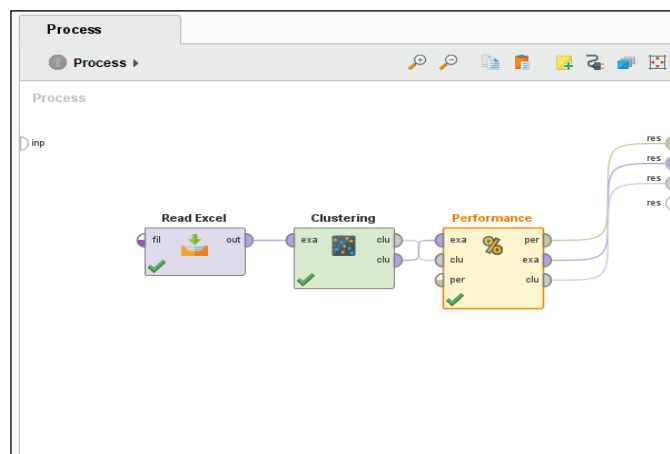 Process
Process
Process
inp
res
res
res
res
Read Excel
fil
out
Clustering
exa
clu
clu
Performance
exa
per
clu
exa
per
clu